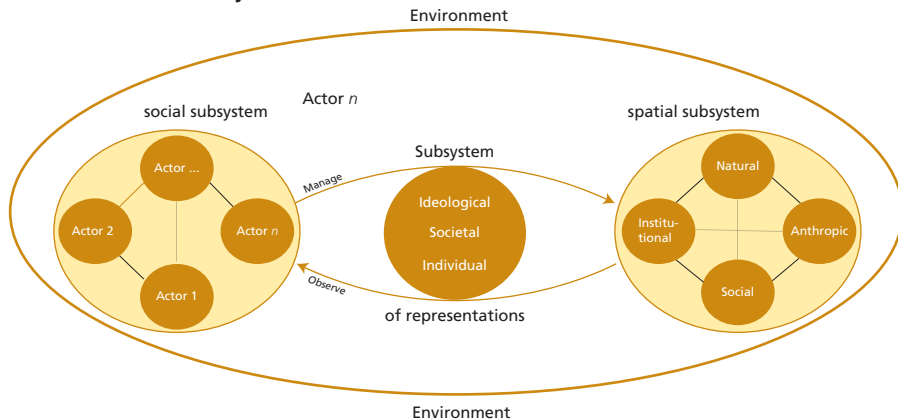 Environment
Actor n
social subsystem
spatial subsystem
Subsystem
Actor ...
Actor 2
Actor n
Actor 1
Manage
Observe
Ideological
Societal
Individual
of representations
Natural
Institu-
tional
Anthropic
Social
Environment